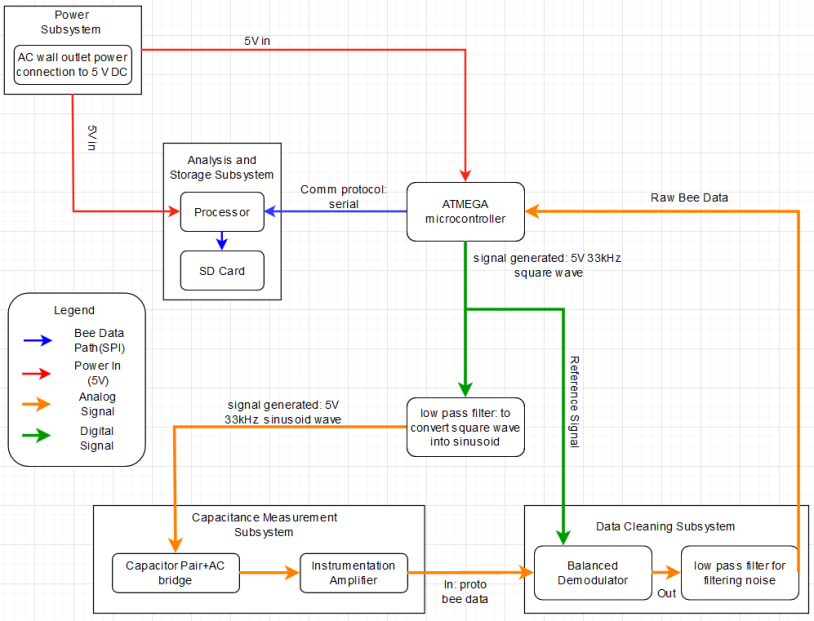 Power
Subsystem
AC wall outlet power
connection to 5 V DC
5V in
5V in
Analysis and
Storage Subsystem
Processor
SD Card
Comm protocol:
serial
ATMEGA
microcontroller
Raw Bee Data
signal generated: 5V 33kHz
square wave
Legend
Bee Data
Path(SPI)
Power In
(5V)
Analog
Signal
Digital
Signal
Reference Signal
signal generated: 5V
33kHz sinusoid wave
low pass filter: to
convert square wave
into sinusoid
Capacitance Measurement
Subsystem
Capacitor Pair+AC
bridge
Instrumentation
Amplifier
In: proto
bee data
Data Cleaning Subsystem
Balanced
Demodulator
Out
low pass filter for
filtering noise